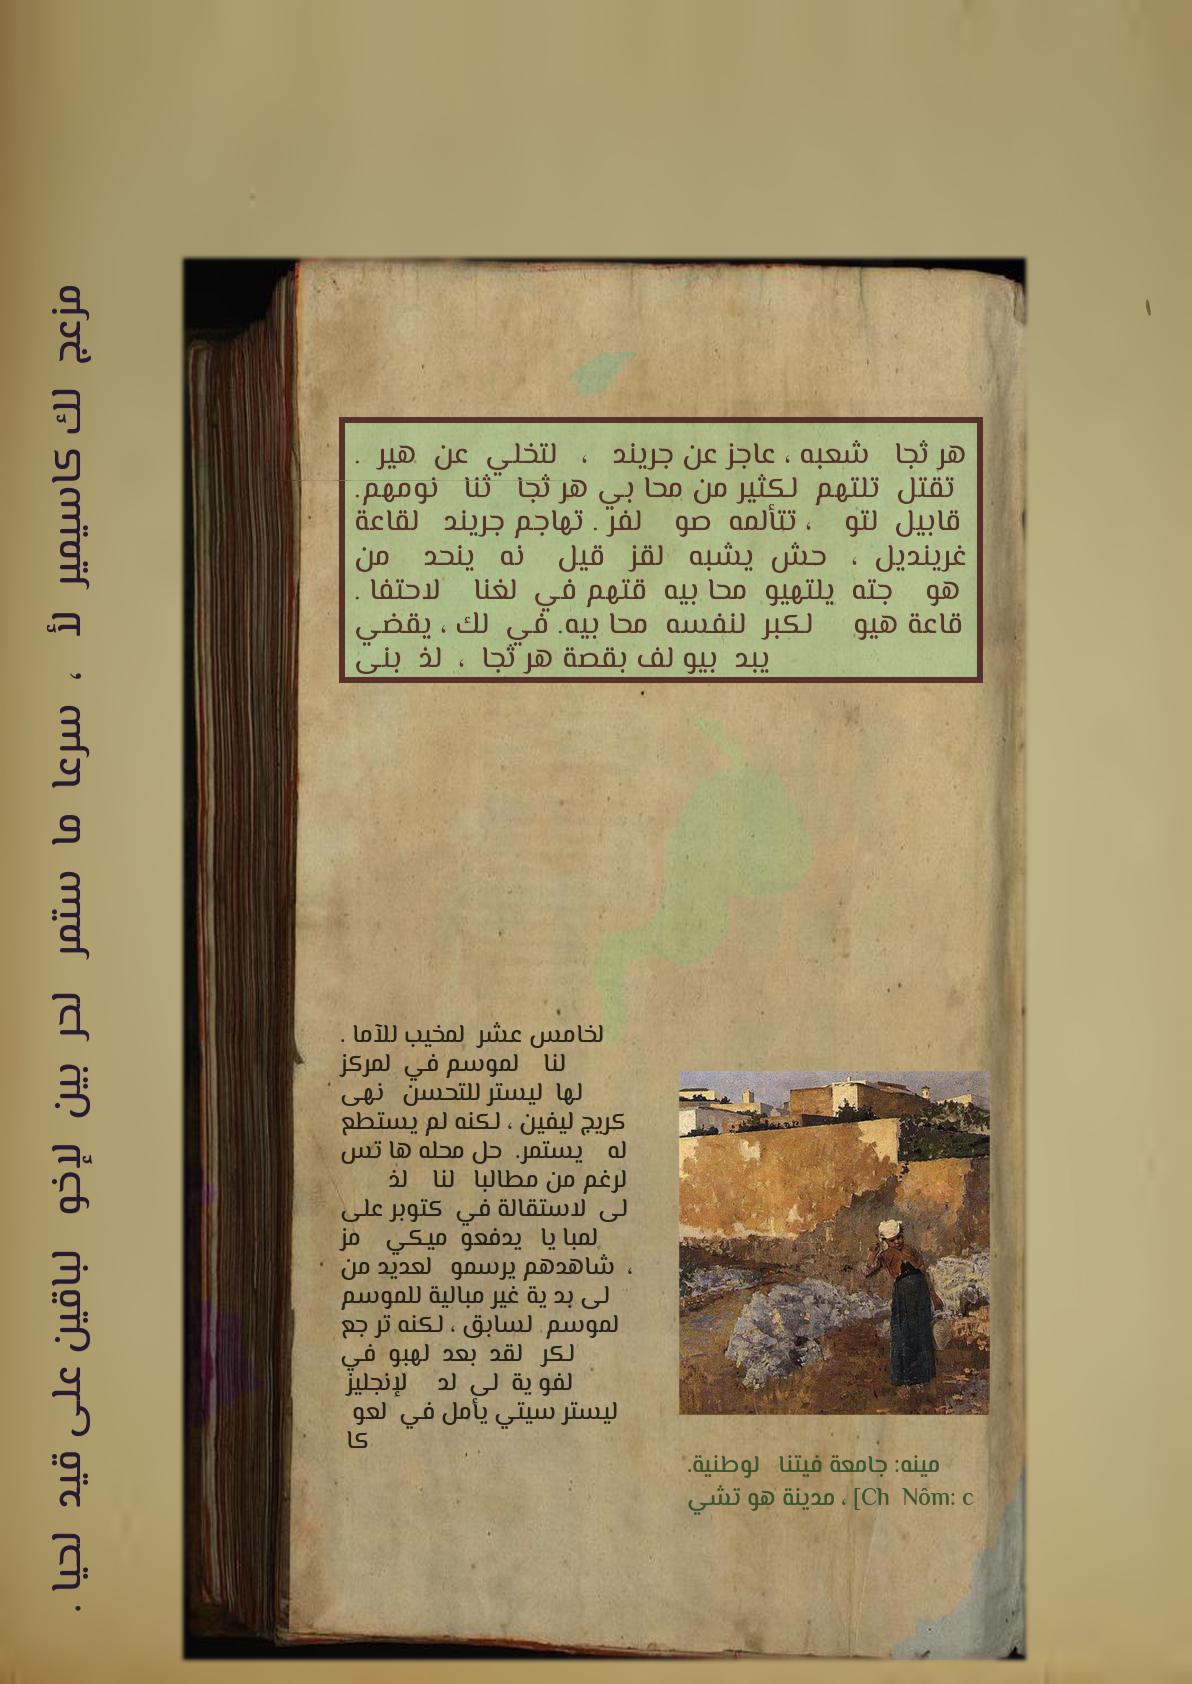 مزعج لك كاسيمير لأ ، سرعا ما ستمر لحر بين لإخو لباقين على قيد لحيا .
هر ثجا شعبه ، عاجز عن جريند ، لتخلي عن هير .
تقتل تلتهم لكثير من محا بي هر ثجا ثنا نومهم.
قابيل لتو ، تتألمه صو لفر . تهاجم جريند لقاعة
غرينديل ، حش يشبه لقز قيل نه ينحد من
هو جته يلتهيو محا بيه قتهم في لغنا لاحتفا .
قاعة هيو لكبر لنفسه محا بيه. في لك ، يقضي
يبد بيو لف بقصة هر ثجا ، لذ بنى
لخامس عشر لمخيب للآما .
لنا لموسم في لمركز
لها ليستر للتحسن نهى
كريج ليفين ، لكنه لم يستطع
له يستمر. حل محله ها تس
لرغم من مطالبا لنا لذ
لى لاستقالة في كتوبر على
لمبا يا يدفعو ميكي مز
، شاهدهم يرسمو لعديد من
لى بد ية غير مبالية للموسم
لموسم لسابق ، لكنه تر جع
لكر لقد بعد لهبو في
لفو ية لى لد لإنجليز
ليستر سيتي يأمل في لعو
كا
مينه: جامعة فيتنا لوطنية.
Ch Nôm: c] ، مدينة هو تشي